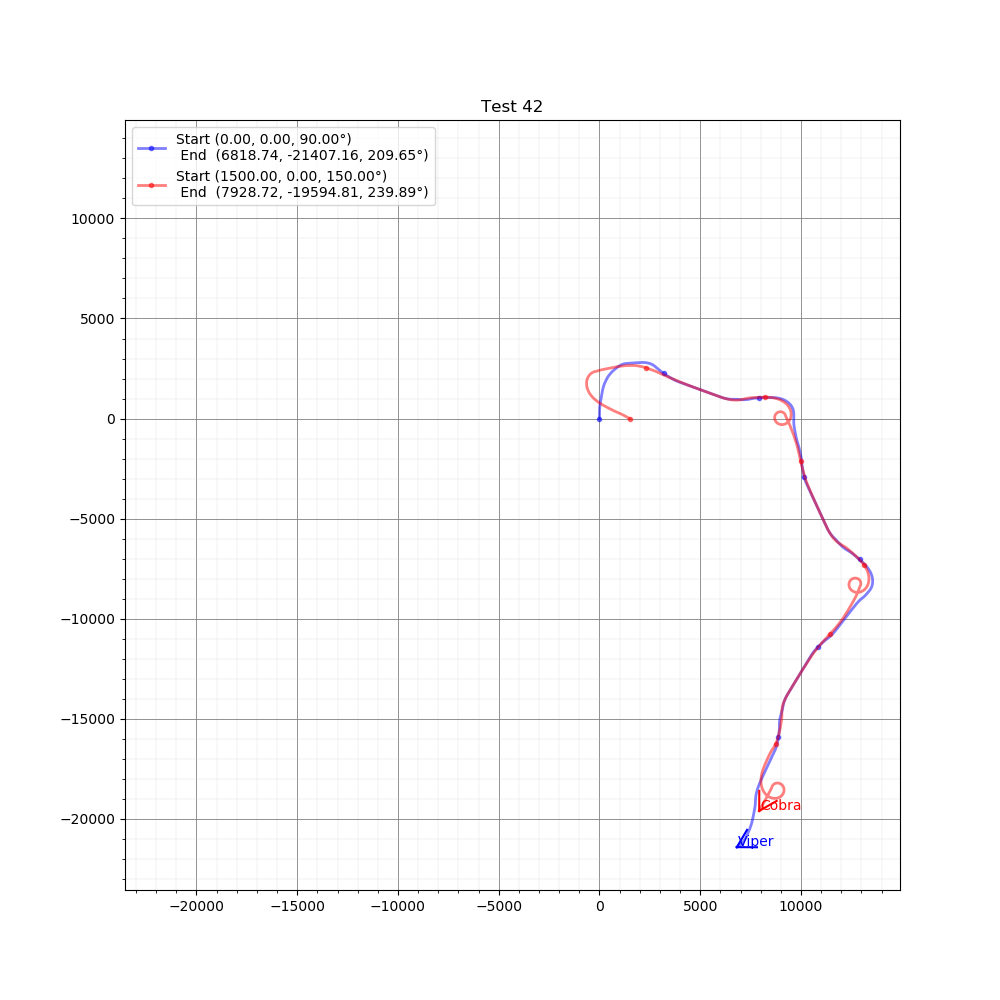 Test 42
Start (0.00, 0.00, 90.00°)
End (6818.74, -21407.16, 209.65°)
Start (1500.00, 0.00, 150.00°)
End (7928.72, -19594.81, 239.89°)
10000
5000
0
−5000
−10000
−15000
−20000
Cobra
Viper
−20000 −15000 −10000 −5000 0 5000 10000